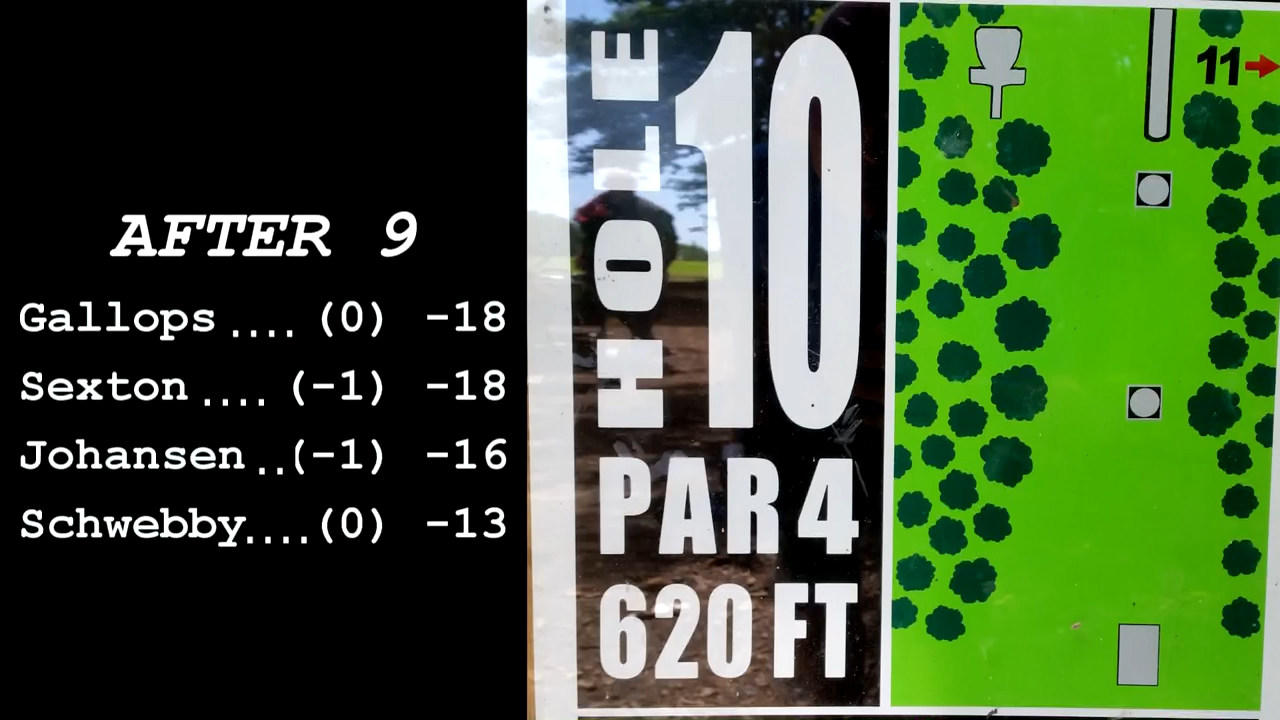 AFTER 9
Gallops .... (0) -18
Sexton .... (-1) -18
Johansen ..(-1) -16
Schwebby....(0) -13
HOLE
10
PAR 4
620 FT
11